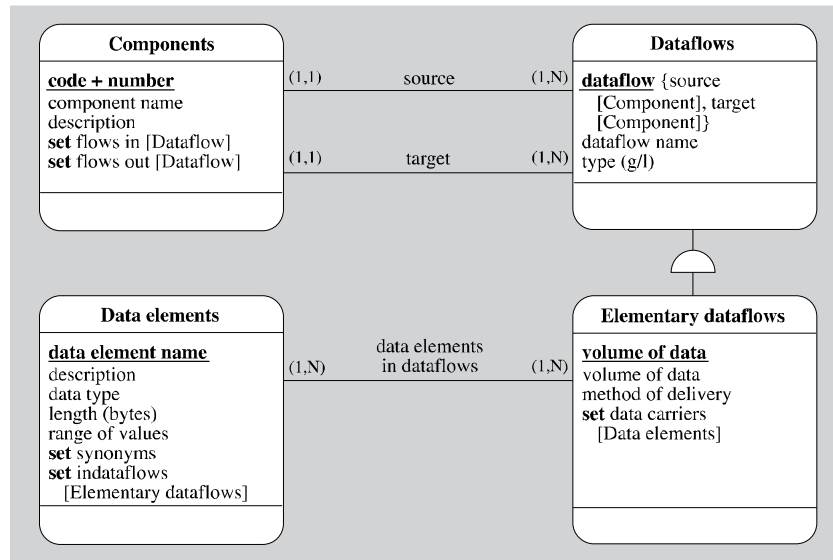 Components
code + number
component name
description
set flows in [Dataflow]
set flows out [Dataflow]
(1,1) source (1,N)
(1,1) target (1,N)
Dataflows
dataflow {source
[Component], target
[Component]}
dataflow name
type (g/l)
Data elements
data element name
description
data type
length (bytes)
range of values
set synonyms
set indataflows
[Elementary dataflows]
data elements
(1,N) in dataflows (1,N)
Elementary dataflows
volume of data
volume of data
method of delivery
set data carriers
[Data elements]